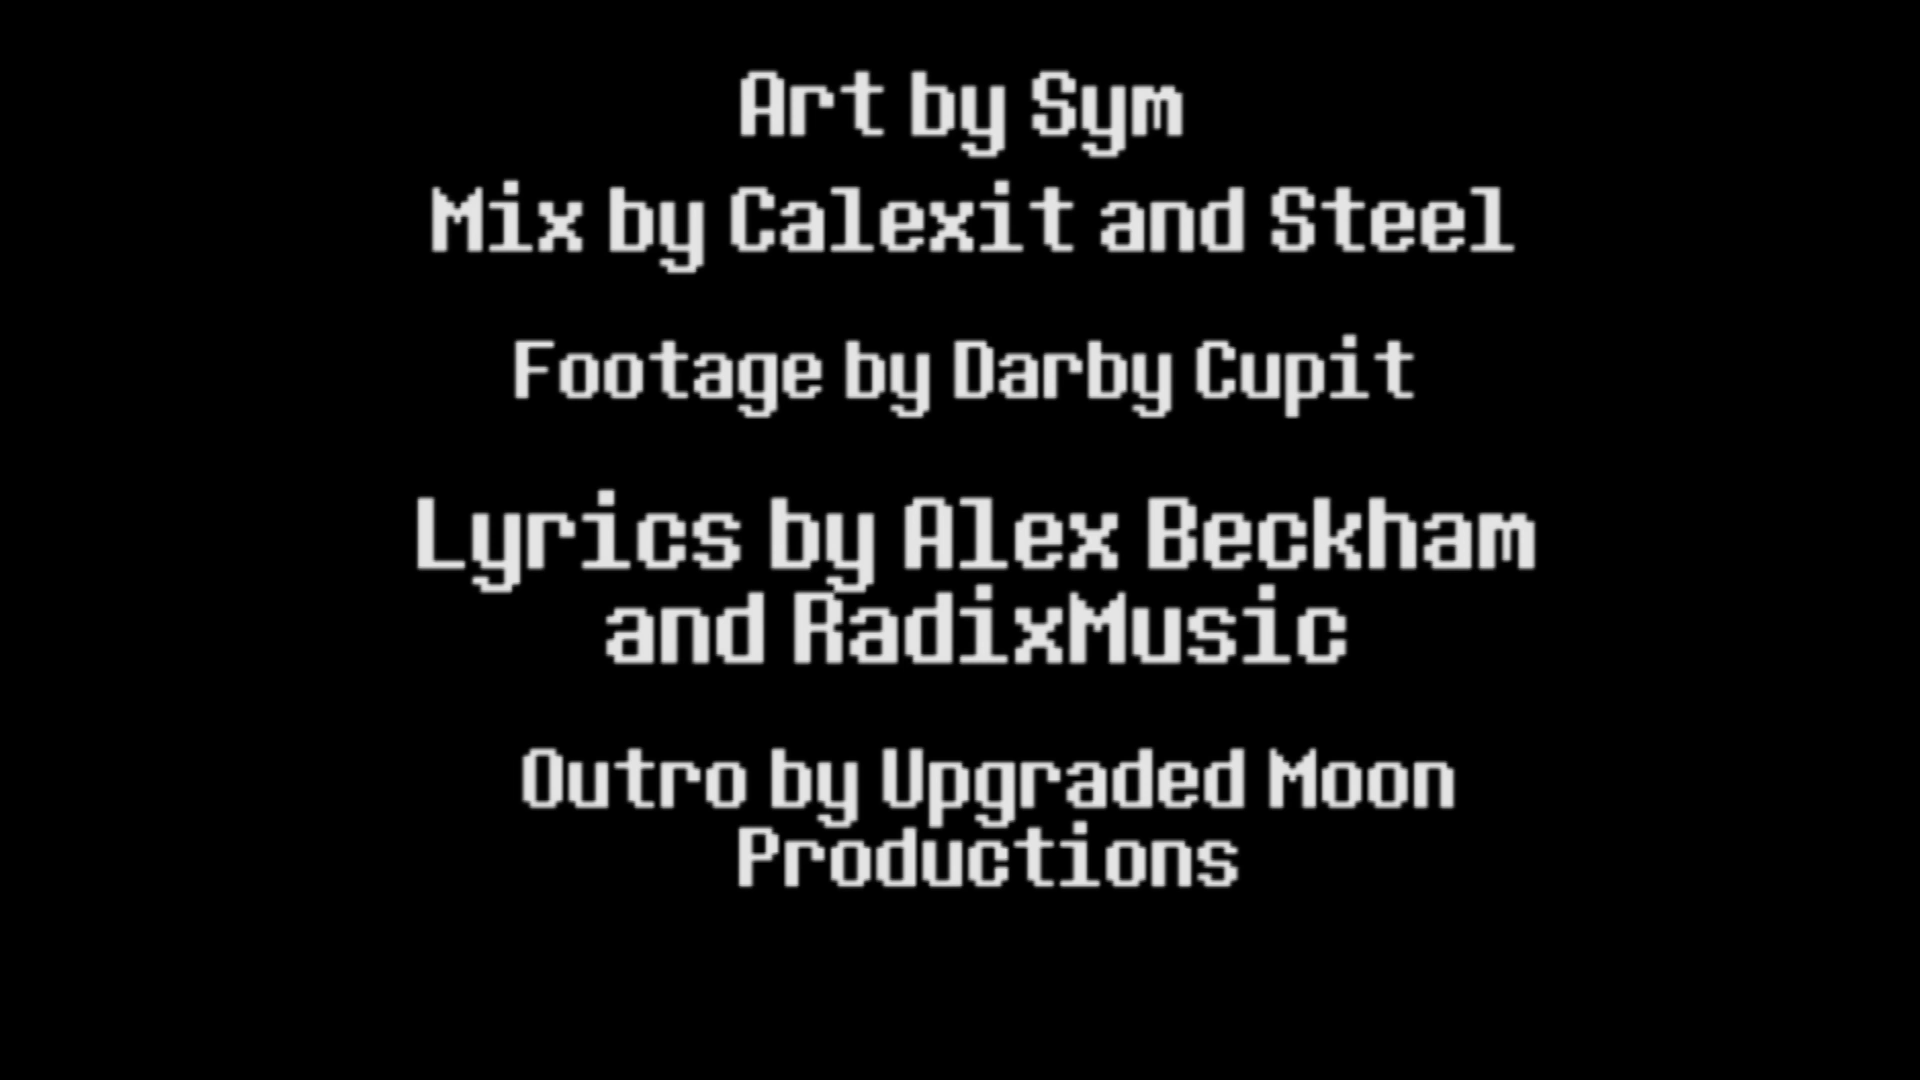 Art by Sym
Mix by Calexit and Steel
Footage by Darby Cupit
Lyrics by Alex Beckham
and RadixMusic
Outro by Upgraded Moon
Productions